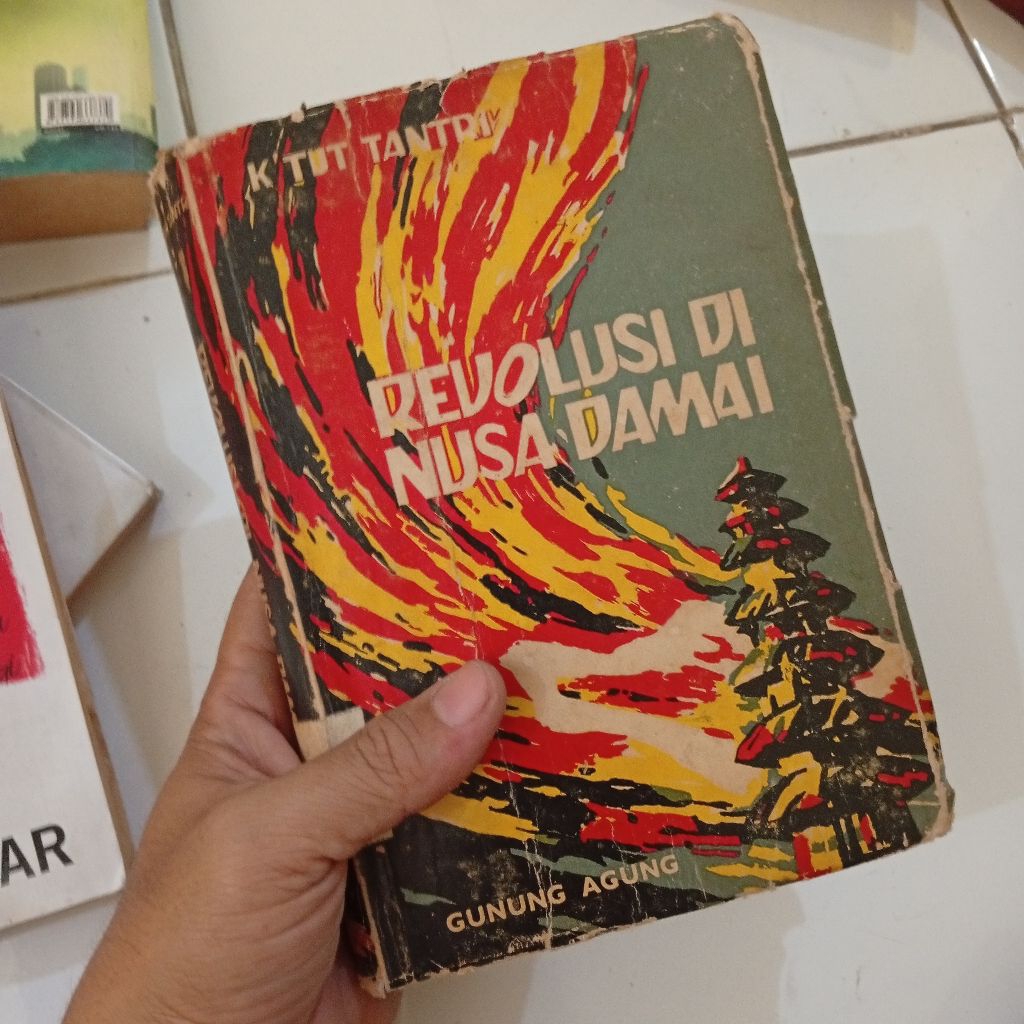 K'TUT TANTRI
REVOLUSI DI
NUSA DAMAI
GUNUNG AGUNG
AR